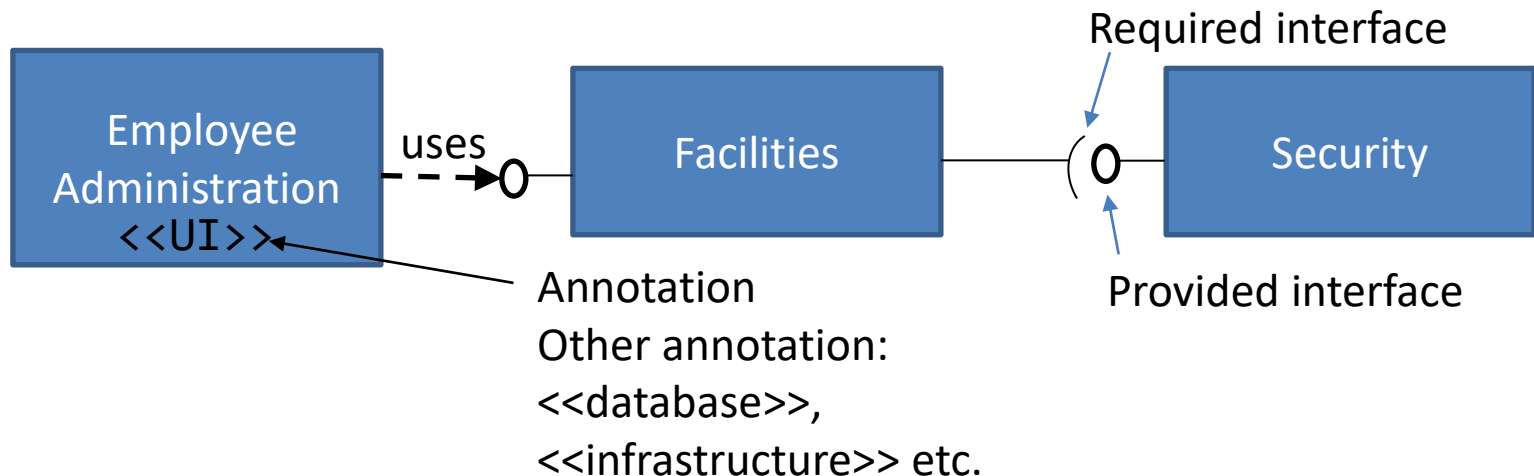 Required interface
Employee
Administration
<<UI>>
uses
Facilities
Security
Annotation
Other annotation:
<<database>>,
<<infrastructure>> etc.
Provided interface